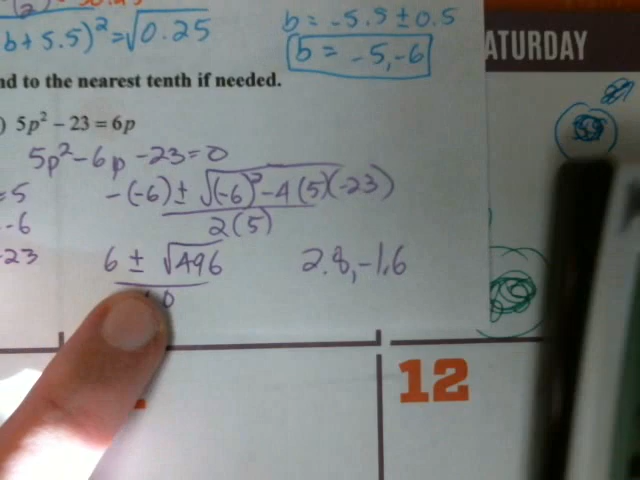 b = -5.5 ± 0.5
b + 5.5)² = √0.25
b = -5, -6
ATURDAY
nd to the nearest tenth if needed.
) 5p² − 23 = 6p
5p² - 6p - 23 = 0
= 5
-(-6) ± √(-6)² - 4(5)(-23)
2(5)
-6
-23
6 ± √496
2.8, -1.6
12